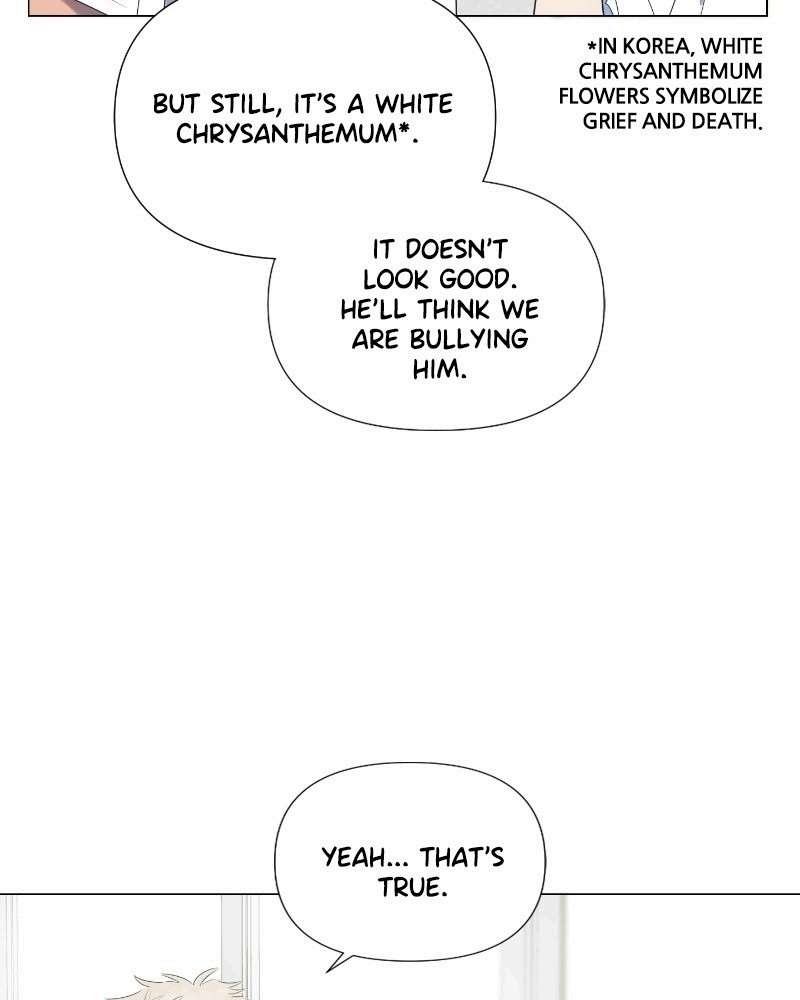 *IN KOREA, WHITE
CHRYSANTHEMUM
FLOWERS SYMBOLIZE
GRIEF AND DEATH.
BUT STILL, IT'S A WHITE
CHRYSANTHEMUM*.
IT DOESN'T
LOOK GOOD.
HE'LL THINK WE
ARE BULLYING
HIM.
YEAH... THAT'S
TRUE.